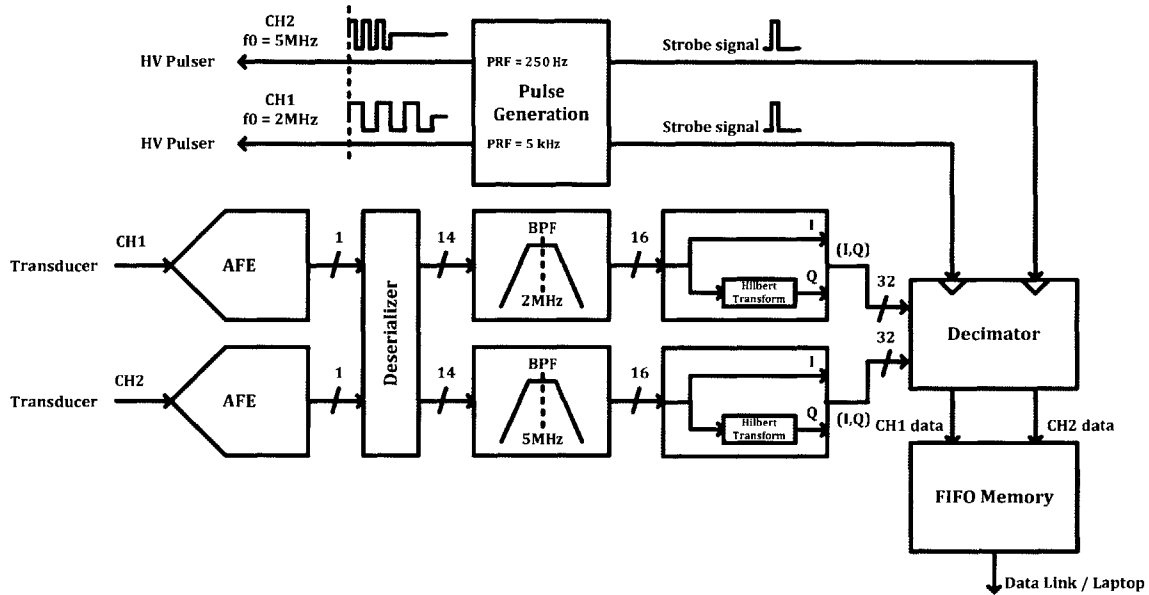 CH2
f0 = 5MHz
HV Pulser
CH1
f0 = 2MHz
HV Pulser
PRF = 250 Hz
Pulse
Generation
PRF = 5 kHz
Strobe signal
Strobe signal
CH1
Transducer
AFE
1
Deserializer
14
BPF
2MHz
16
I
Q
Hilbert
Transform
(I,Q)
32
CH2
Transducer
AFE
1
14
BPF
5MHz
16
I
Q
Hilbert
Transform
(I,Q)
32
Decimator
CH1 data
CH2 data
FIFO Memory
Data Link / Laptop